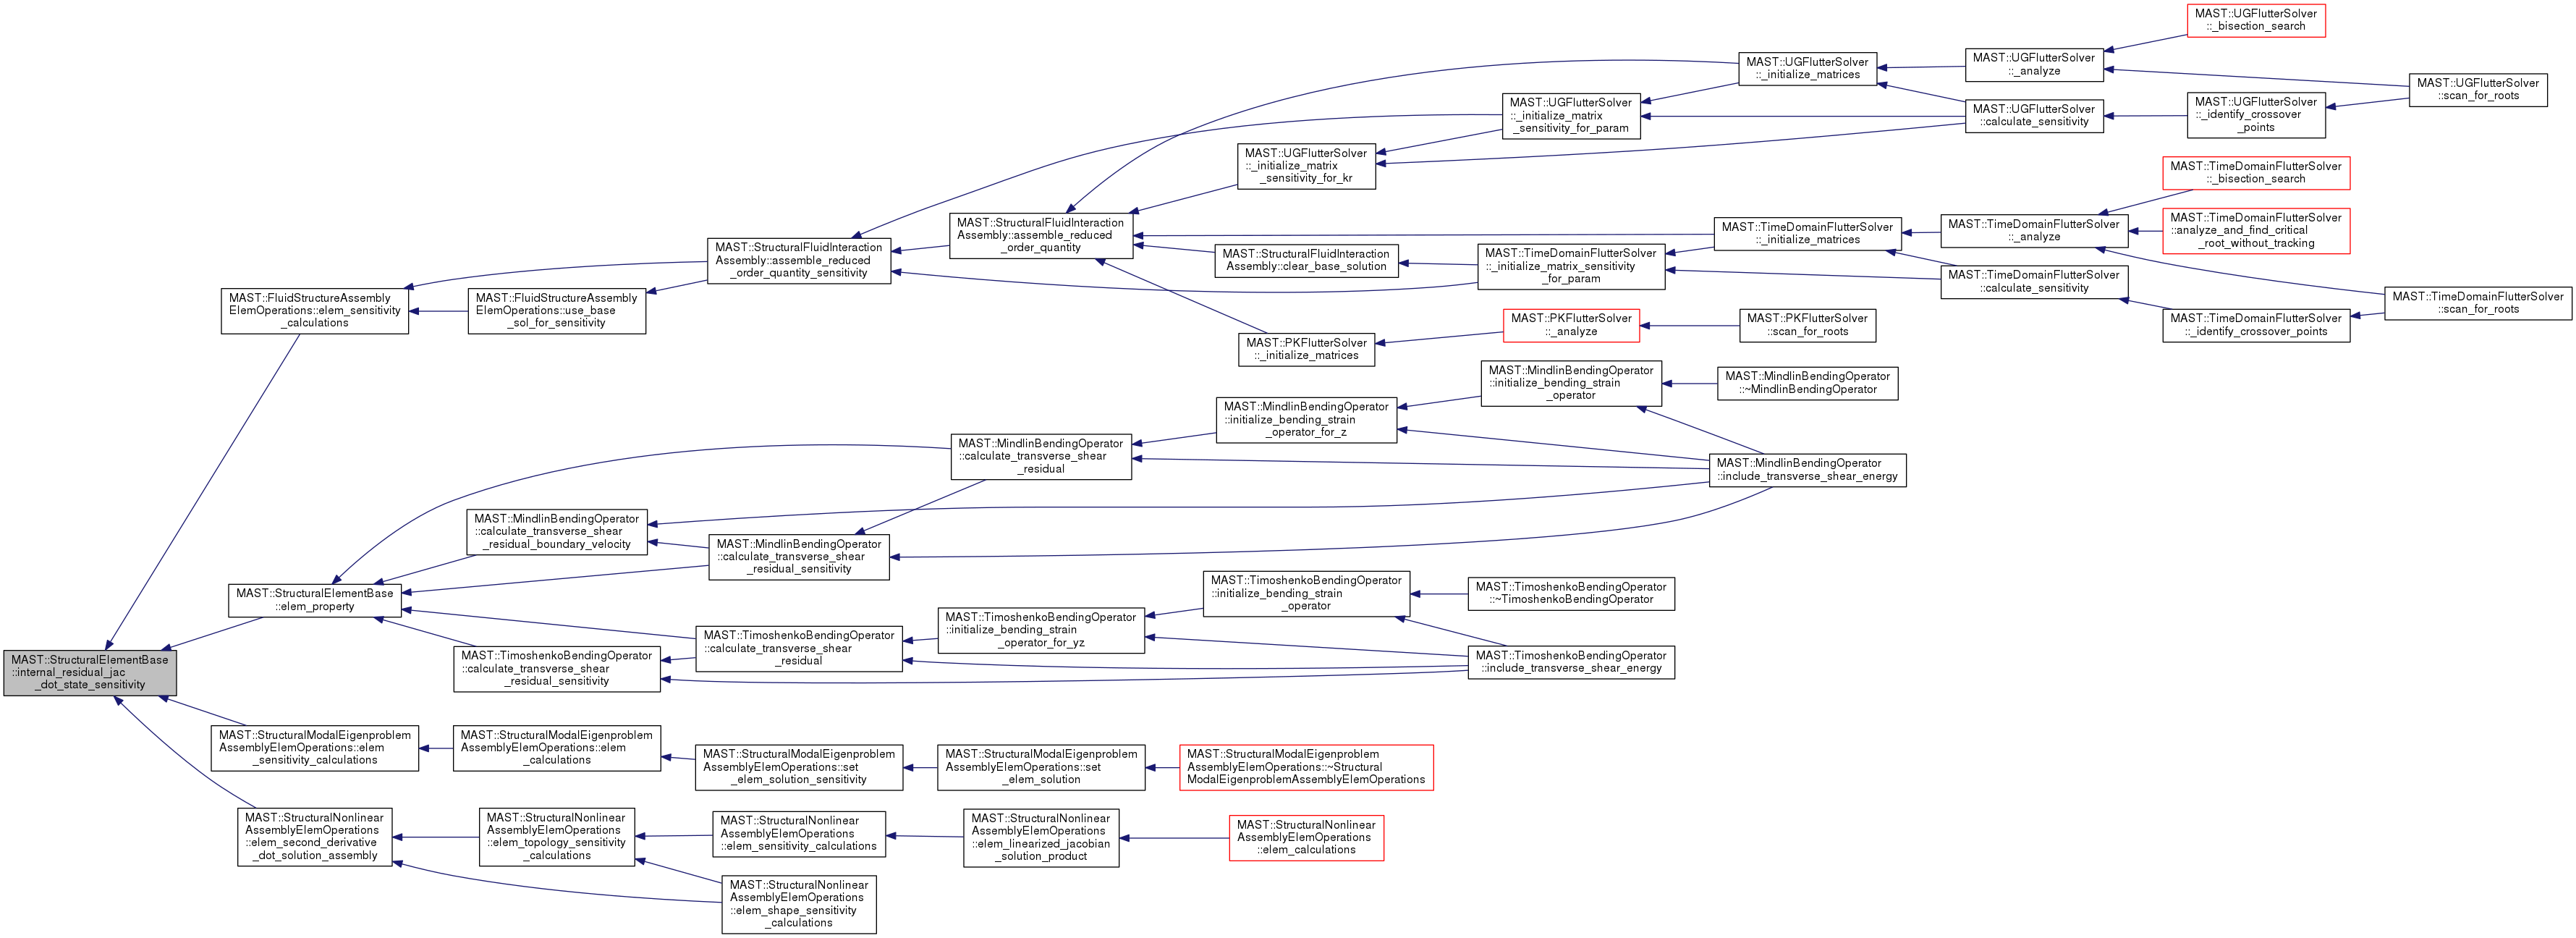 MAST::StructuralElementBase
::internal_residual_jac
_dot_state_sensitivity
MAST::FluidStructureAssembly
ElemOperations::elem_sensitivity
_calculations
MAST::FluidStructureAssembly
ElemOperations::use_base
_sol_for_sensitivity
MAST::StructuralFluidInteraction
Assembly::assemble_reduced
_order_quantity_sensitivity
MAST::StructuralFluidInteraction
Assembly::assemble_reduced
_order_quantity
MAST::UGFlutterSolver
::_initialize_matrix
_sensitivity_for_kr
MAST::UGFlutterSolver
::_initialize_matrix
_sensitivity_for_param
MAST::UGFlutterSolver
::_initialize_matrices
MAST::UGFlutterSolver
::_analyze
MAST::UGFlutterSolver
::_bisection_search
MAST::UGFlutterSolver
::scan_for_roots
MAST::UGFlutterSolver
::calculate_sensitivity
MAST::UGFlutterSolver
::_identify_crossover
_points
MAST::StructuralFluidInteraction
Assembly::clear_base_solution
MAST::TimeDomainFlutterSolver
::_initialize_matrix_sensitivity
_for_param
MAST::TimeDomainFlutterSolver
::_initialize_matrices
MAST::TimeDomainFlutterSolver
::_analyze
MAST::TimeDomainFlutterSolver
::_bisection_search
MAST::TimeDomainFlutterSolver
::analyze_and_find_critical
_root_without_tracking
MAST::TimeDomainFlutterSolver
::calculate_sensitivity
MAST::TimeDomainFlutterSolver
::_identify_crossover_points
MAST::TimeDomainFlutterSolver
::scan_for_roots
MAST::PKFlutterSolver
::_initialize_matrices
MAST::PKFlutterSolver
::_analyze
MAST::PKFlutterSolver
::scan_for_roots
MAST::StructuralElementBase
::elem_property
MAST::MindlinBendingOperator
::calculate_transverse_shear
_residual_boundary_velocity
MAST::MindlinBendingOperator
::calculate_transverse_shear
_residual_sensitivity
MAST::MindlinBendingOperator
::calculate_transverse_shear
_residual
MAST::MindlinBendingOperator
::initialize_bending_strain
_operator_for_z
MAST::MindlinBendingOperator
::initialize_bending_strain
_operator
MAST::MindlinBendingOperator
::~MindlinBendingOperator
MAST::MindlinBendingOperator
::include_transverse_shear_energy
MAST::TimoshenkoBendingOperator
::calculate_transverse_shear
_residual_sensitivity
MAST::TimoshenkoBendingOperator
::calculate_transverse_shear
_residual
MAST::TimoshenkoBendingOperator
::initialize_bending_strain
_operator_for_yz
MAST::TimoshenkoBendingOperator
::initialize_bending_strain
_operator
MAST::TimoshenkoBendingOperator
::~TimoshenkoBendingOperator
MAST::TimoshenkoBendingOperator
::include_transverse_shear_energy
MAST::StructuralModalEigenproblem
AssemblyElemOperations::elem
_sensitivity_calculations
MAST::StructuralModalEigenproblem
AssemblyElemOperations::elem
_calculations
MAST::StructuralModalEigenproblem
AssemblyElemOperations::set
_elem_solution_sensitivity
MAST::StructuralModalEigenproblem
AssemblyElemOperations::set
_elem_solution
MAST::StructuralModalEigenproblem
AssemblyElemOperations::~Structural
ModalEigenproblemAssemblyElemOperations
MAST::StructuralNonlinear
AssemblyElemOperations
::elem_second_derivative
_dot_solution_assembly
MAST::StructuralNonlinear
AssemblyElemOperations
::elem_topology_sensitivity
_calculations
MAST::StructuralNonlinear
AssemblyElemOperations
::elem_sensitivity_calculations
MAST::StructuralNonlinear
AssemblyElemOperations
::elem_linearized_jacobian
_solution_product
MAST::StructuralNonlinear
AssemblyElemOperations
::elem_calculations
MAST::StructuralNonlinear
AssemblyElemOperations
::elem_shape_sensitivity
_calculations